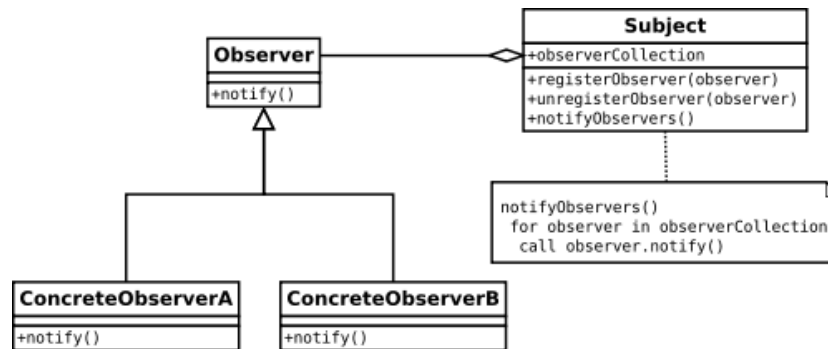 Subject
Observer
+observerCollection
+notify()
+registerObserver(observer)
+unregisterObserver(observer)
+notifyObservers()
notifyObservers()
for observer in observerCollection
call observer.notify()
ConcreteObserverA
ConcreteObserverB
+notify()
+notify()